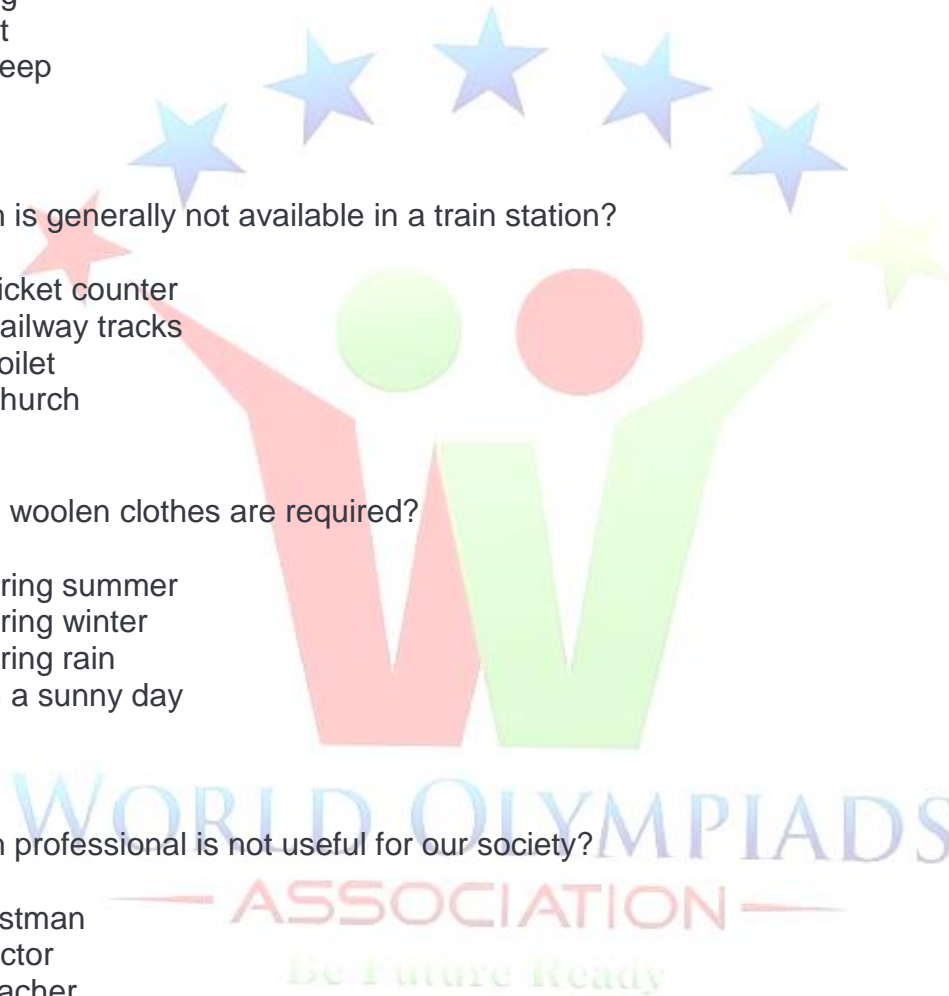 g
t
eep
n is generally not available in a train station?
icket counter
ailway tracks
oilet
hurch
woolen clothes are required?
ring summer
ring winter
ring rain
a sunny day
WORLD OLYMPIADS
n professional is not useful for our society?
ASSOCIATION
stman
ctor
Be Future Ready
acher